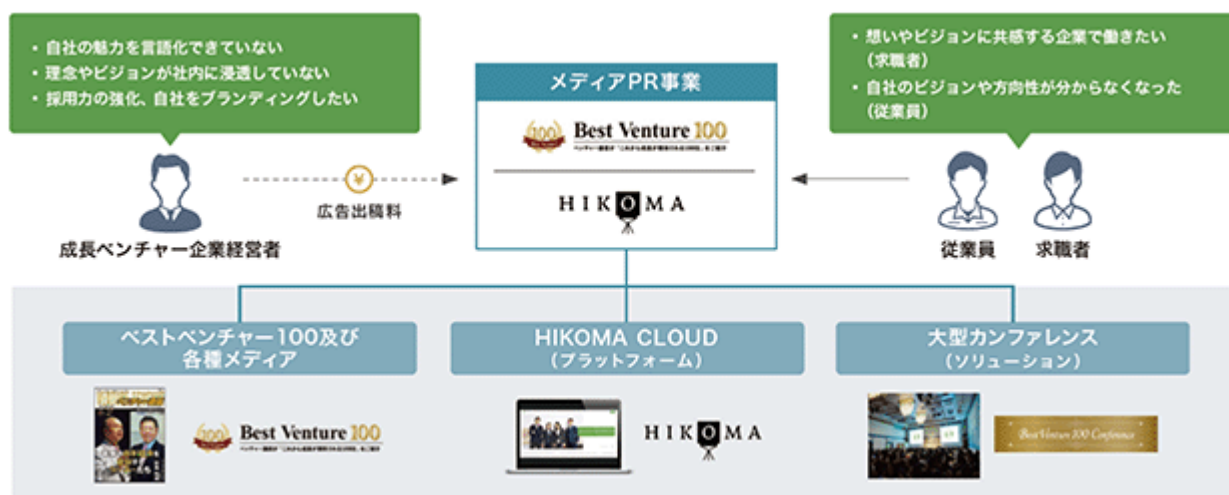 ・ 自社の魅力を言語化できていない
・ 理念やビジョンが社内に浸透していない
・ 採用力の強化、自社をブランディングしたい
成長ベンチャー企業経営者
¥
広告出稿料
メディアPR事業
100
Best Venture 100
HIKOMA
・ 想いやビジョンに共感する企業で働きたい
（求職者）
・ 自社のビジョンや方向性が分からなくなった
（従業員）
従業員
求職者
ベストベンチャー100及び
各種メディア
100
Best Venture 100
HIKOMA CLOUD
（プラットフォーム）
HIKOMA
大型カンファレンス
（ソリューション）
BestVenture 100 Conference